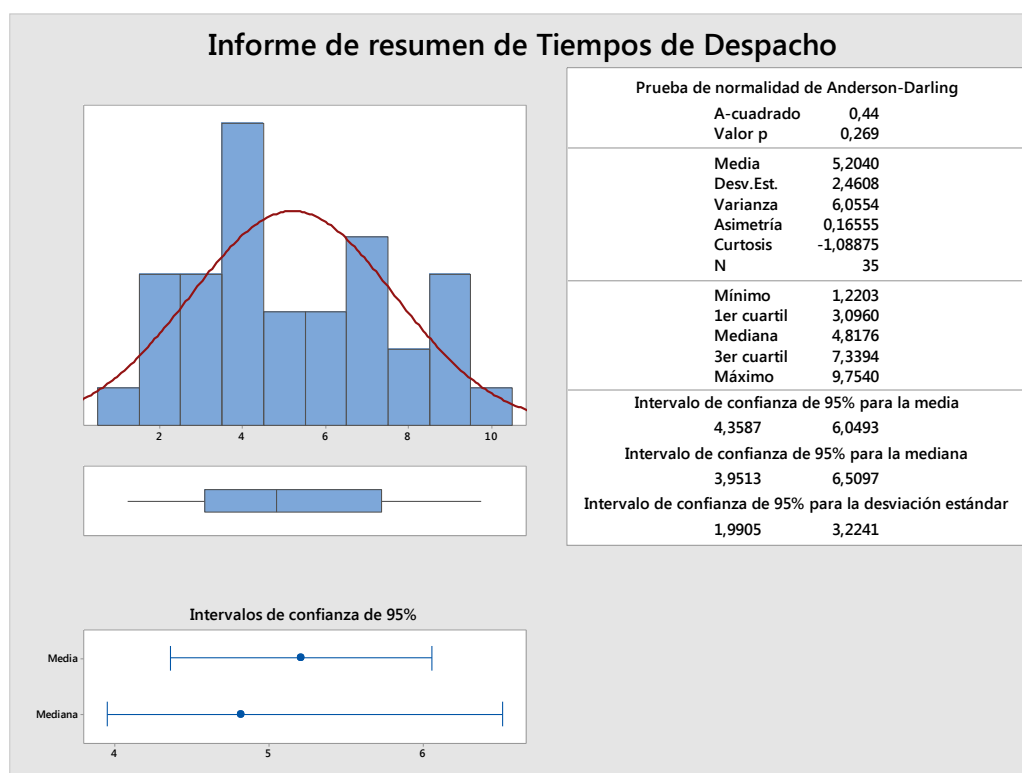 Informe de resumen de Tiempos de Despacho
2 4 6 8 10
Intervalos de confianza de 95%
Media
Mediana
4 5 6
Prueba de normalidad de Anderson-Darling
A-cuadrado 0,44
Valor p 0,269
Media 5,2040
Desv.Est. 2,4608
Varianza 6,0554
Asimetría 0,16555
Curtosis -1,08875
N 35
Mínimo 1,2203
1er cuartil 3,0960
Mediana 4,8176
3er cuartil 7,3394
Máximo 9,7540
Intervalo de confianza de 95% para la media
4,3587 6,0493
Intervalo de confianza de 95% para la mediana
3,9513 6,5097
Intervalo de confianza de 95% para la desviación estándar
1,9905 3,2241